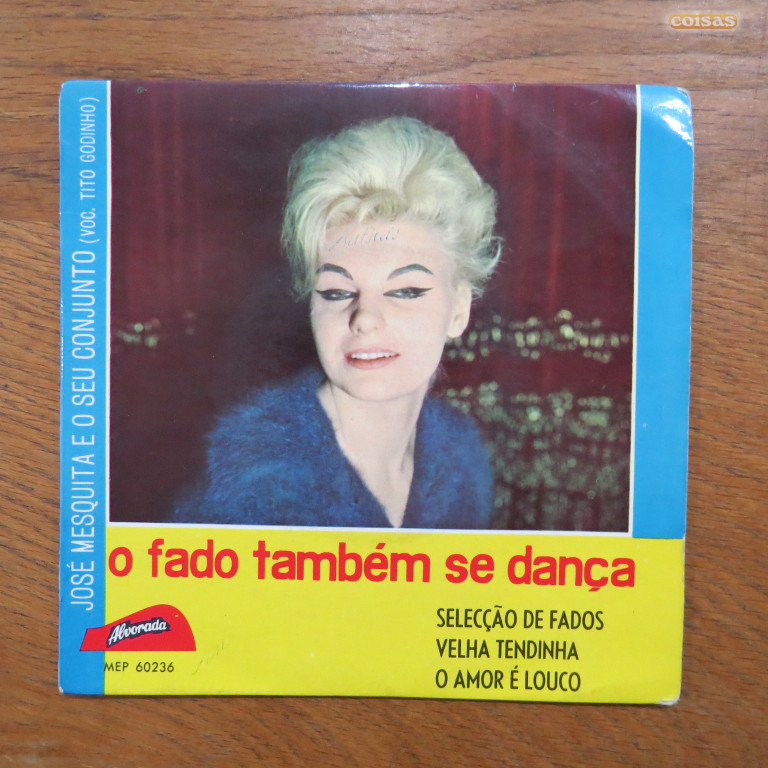 coisas
JOSÉ MESQUITA E O SEU CONJUNTO (VOC. TITO GODINHO)
o fado também se dança
SELECÇÃO DE FADOS
VELHA TENDINHA
O AMOR É LOUCO
Alvorada
MEP 60236